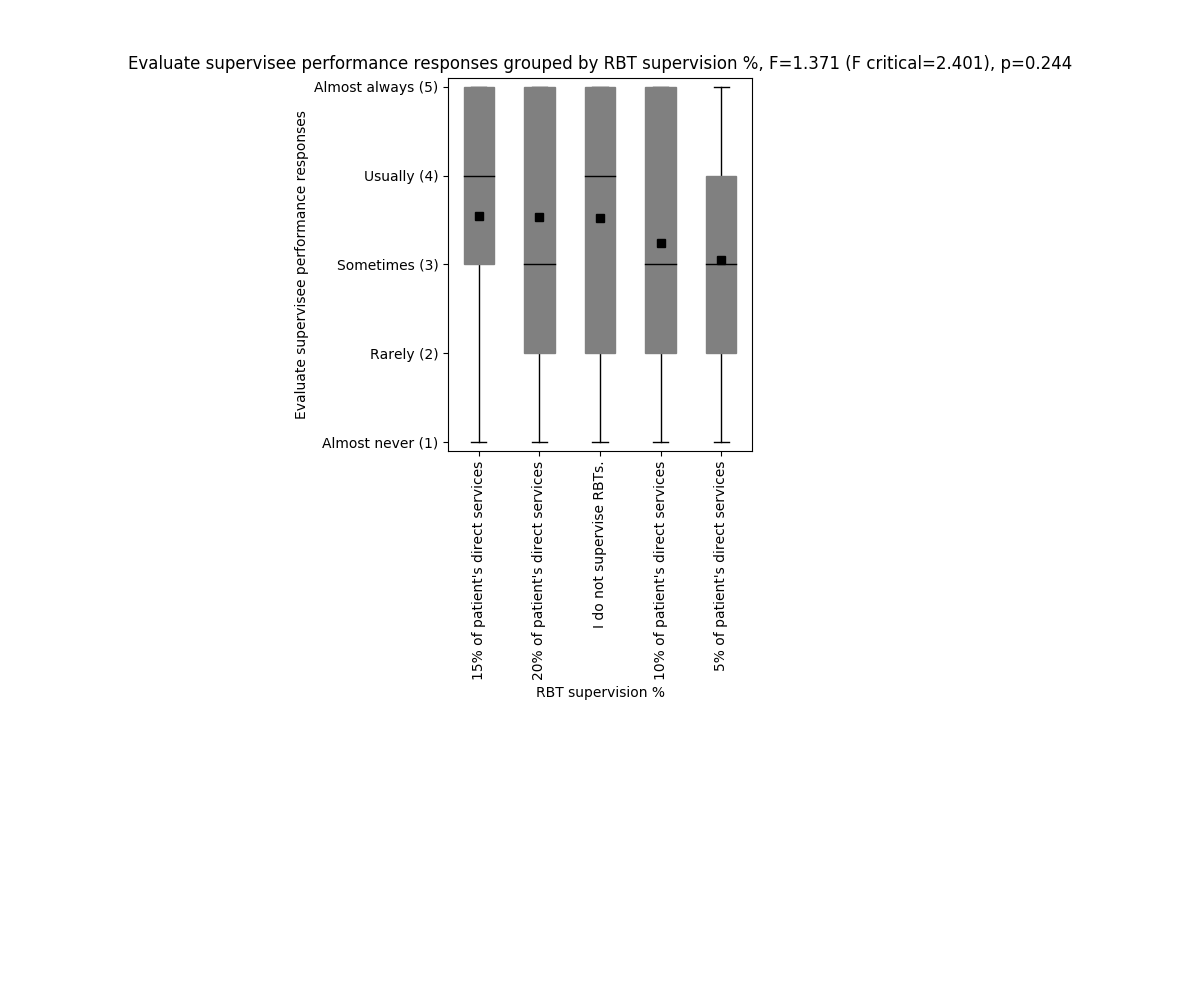 Evaluate supervisee performance responses grouped by RBT supervision %, F=1.371 (F critical=2.401), p=0.244
Evaluate supervisee performance responses
Almost always (5)
Usually (4)
Sometimes (3)
Rarely (2)
Almost never (1)
15% of patient's direct services
20% of patient's direct services
I do not supervise RBTs.
10% of patient's direct services
5% of patient's direct services
RBT supervision %